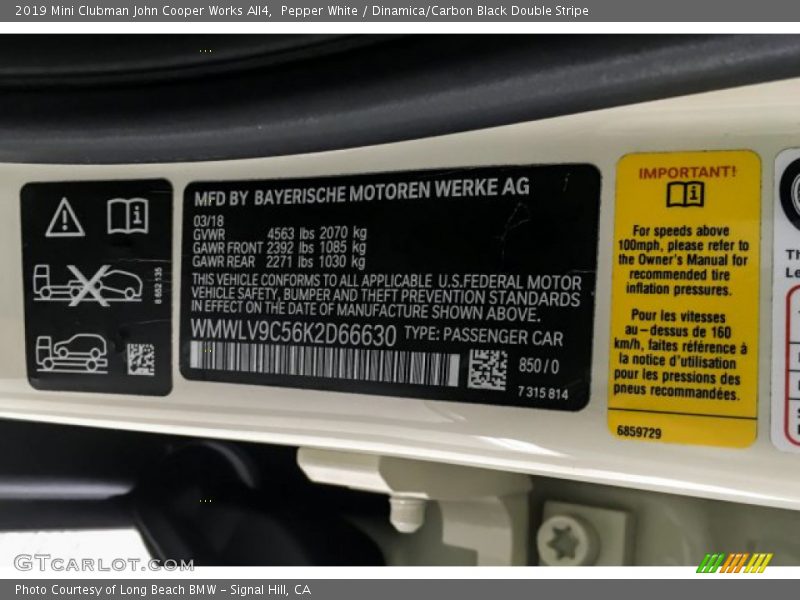 2019 Mini Clubman John Cooper Works All4,  Pepper White / Dinamica/Carbon Black Double Stripe
MFD BY BAYERISCHE MOTOREN WERKE AG
03/18
GVWR 4563 lbs 2070 kg
GAWR FRONT 2392 lbs 1085 kg
GAWR REAR 2271 lbs 1030 kg
THIS VEHICLE CONFORMS TO ALL APPLICABLE U.S.FEDERAL MOTOR
VEHICLE SAFETY, BUMPER AND THEFT PREVENTION STANDARDS
IN EFFECT ON THE DATE OF MANUFACTURE SHOWN ABOVE.
WMWLV9C56K2D66630 TYPE: PASSENGER CAR
850/0
7 315 814
IMPORTANT!
For speeds above
100mph, please refer to
the Owner's Manual for
recommended tire
inflation pressures.
Pour les vitesses
au-dessus de 160
km/h, faites référence à
la notice d'utilisation
pour les pressions des
pneus recommandées.
6859729
Th
Le
GTCARLOT.COM
Photo Courtesy of Long Beach BMW - Signal Hill, CA